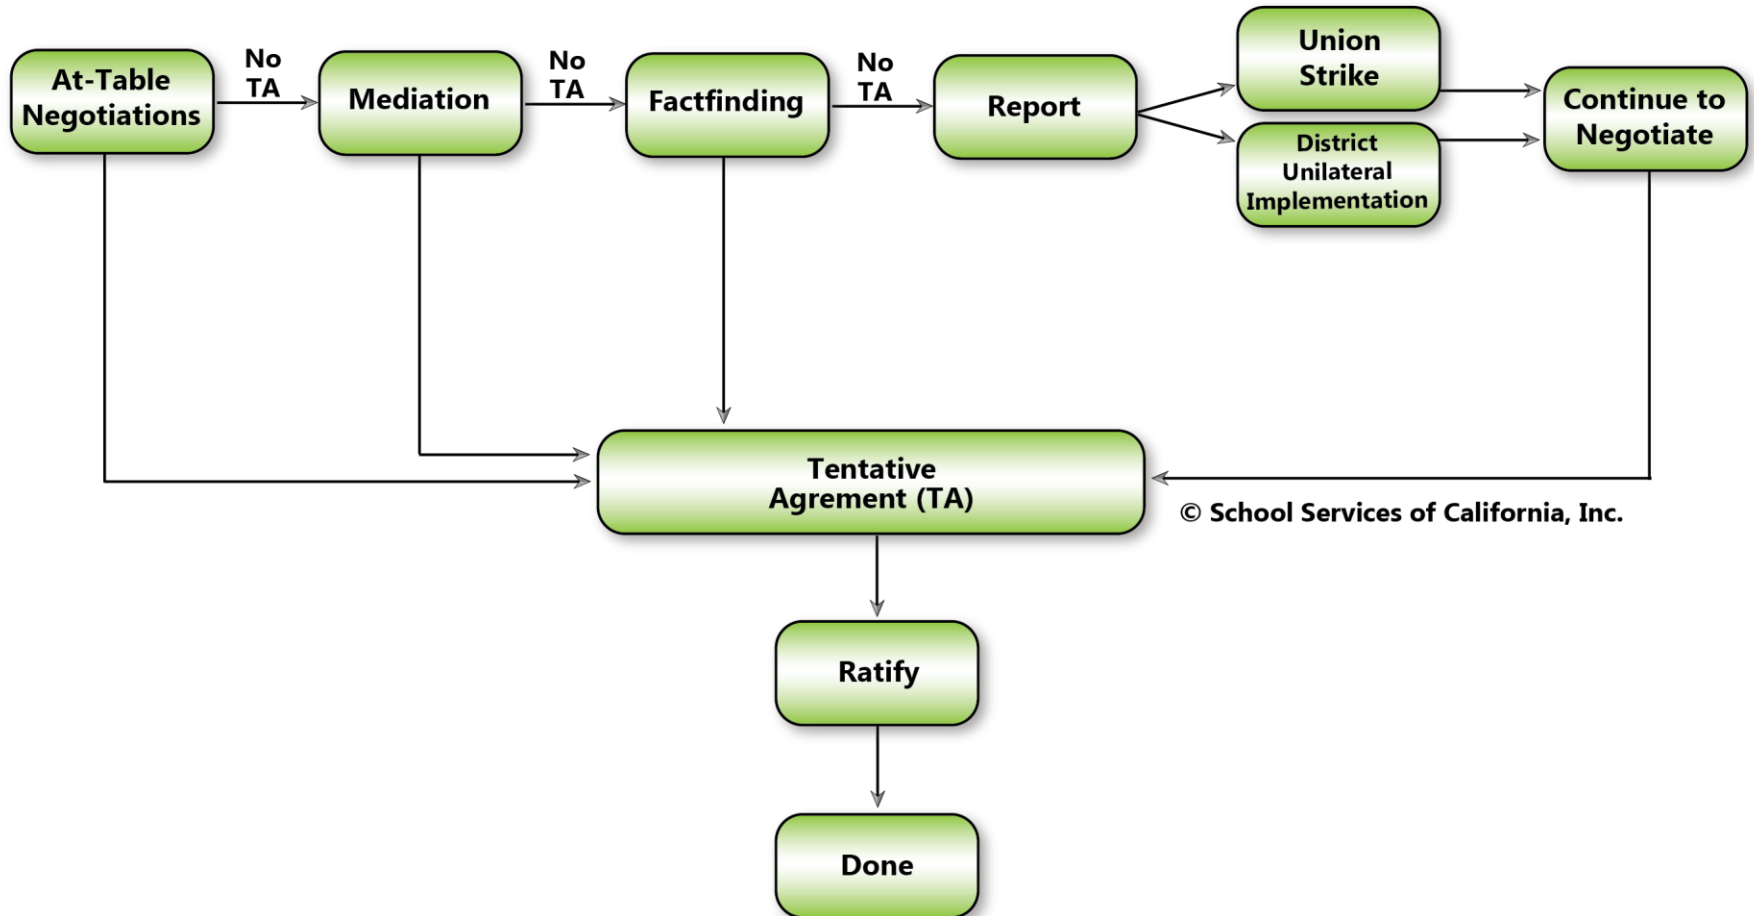 At-Table
Negotiations
No
TA
Mediation
No
TA
Factfinding
No
TA
Report
Union
Strike
District
Unilateral
Implementation
Continue to
Negotiate
Tentative
Agrement (TA)
© School Services of California, Inc.
Ratify
Done